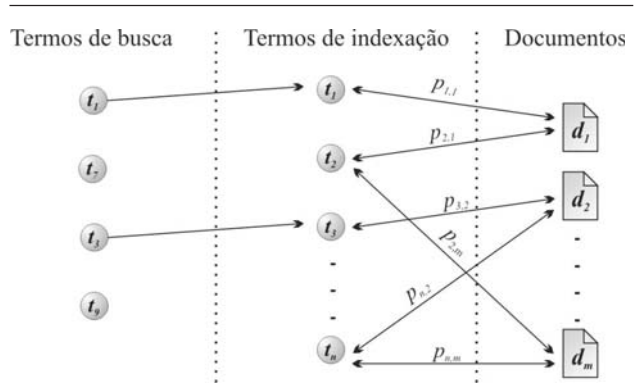 Termos de busca Termos de indexação Documentos
t1 t1 p1,1 d1
t7 t2 p2,1 d2
t3 t3 p3,2
p2,m
t9 pn,2
tn pn,m dm